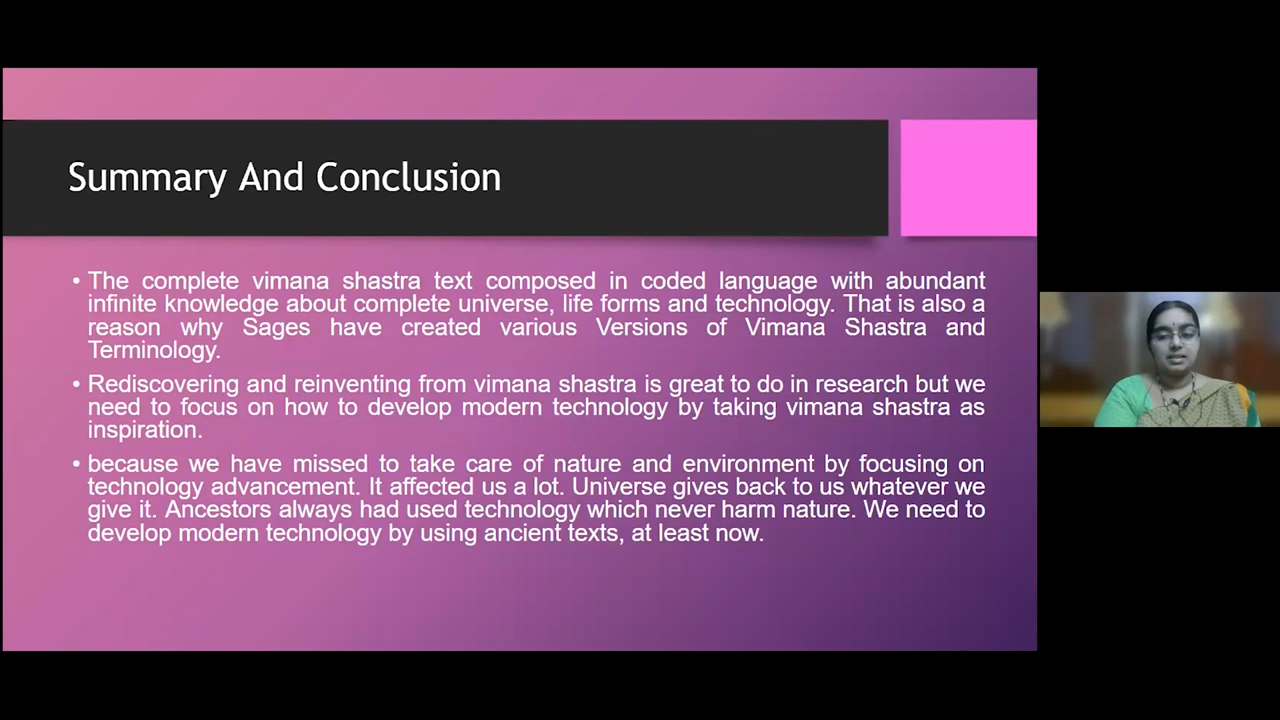 Summary And Conclusion
• The complete vimana shastra text composed in coded language with abundant
infinite knowledge about complete universe, life forms and technology. That is also a
reason why Sages have created various Versions of Vimana Shastra and
Terminology.
• Rediscovering and reinventing from vimana shastra is great to do in research but we
need to focus on how to develop modern technology by taking vimana shastra as
inspiration.
• because we have missed to take care of nature and environment by focusing on
technology advancement. It affected us a lot. Universe gives back to us whatever we
give it. Ancestors always had used technology which never harm nature. We need to
develop modern technology by using ancient texts, at least now.